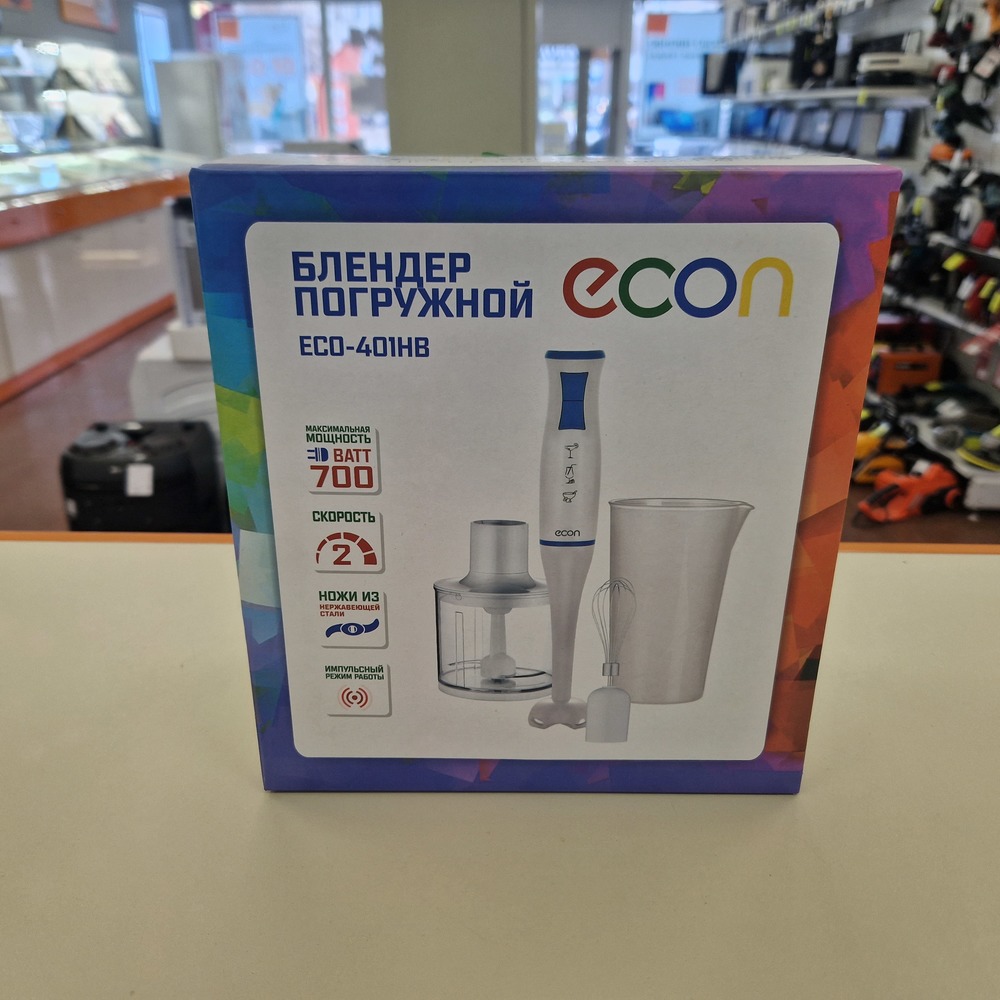 БЛЕНДЕР
ПОГРУЖНОЙ
econ
ECO-401HB
МАКСИМАЛЬНАЯ
МОЩНОСТЬ
ВАТТ
700
СКОРОСТЬ
2
НОЖИ ИЗ
НЕРЖАВЕЮЩЕЙ
СТАЛИ
ИМПУЛЬСНЫЙ
РЕЖИМ РАБОТЫ
econ